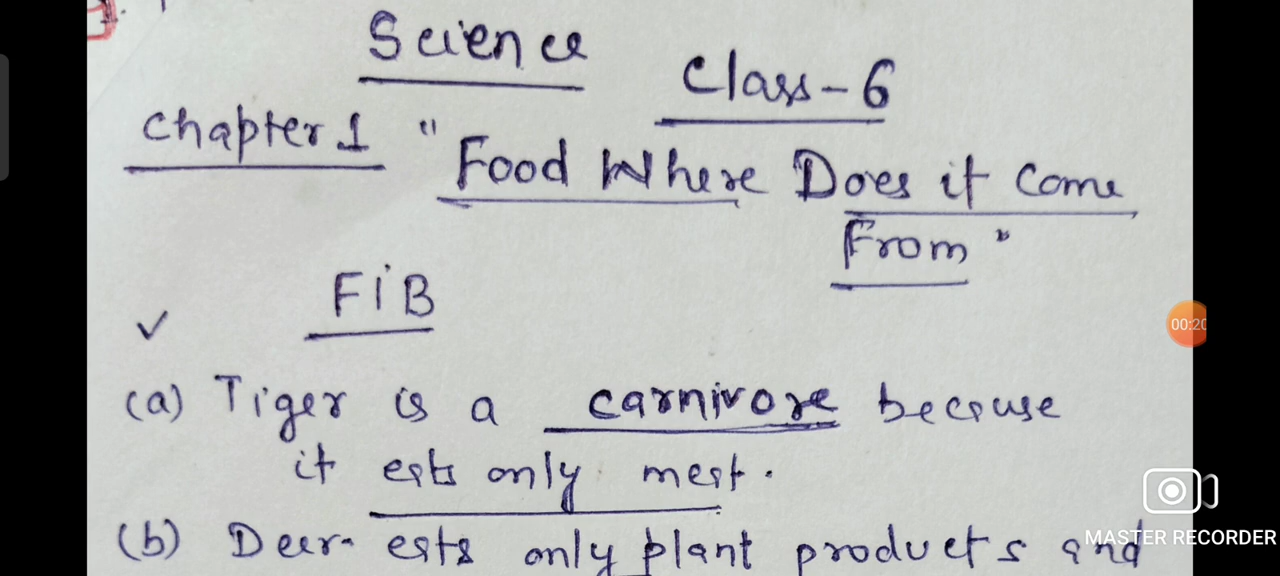 Science
Class-6
Chapter 1 "Food Where Does it Come
From"
FiB
(a) Tiger is a carnivore because
it eats only meat.
(b) Deer eats only plant products and
00:20
MASTER RECORDER